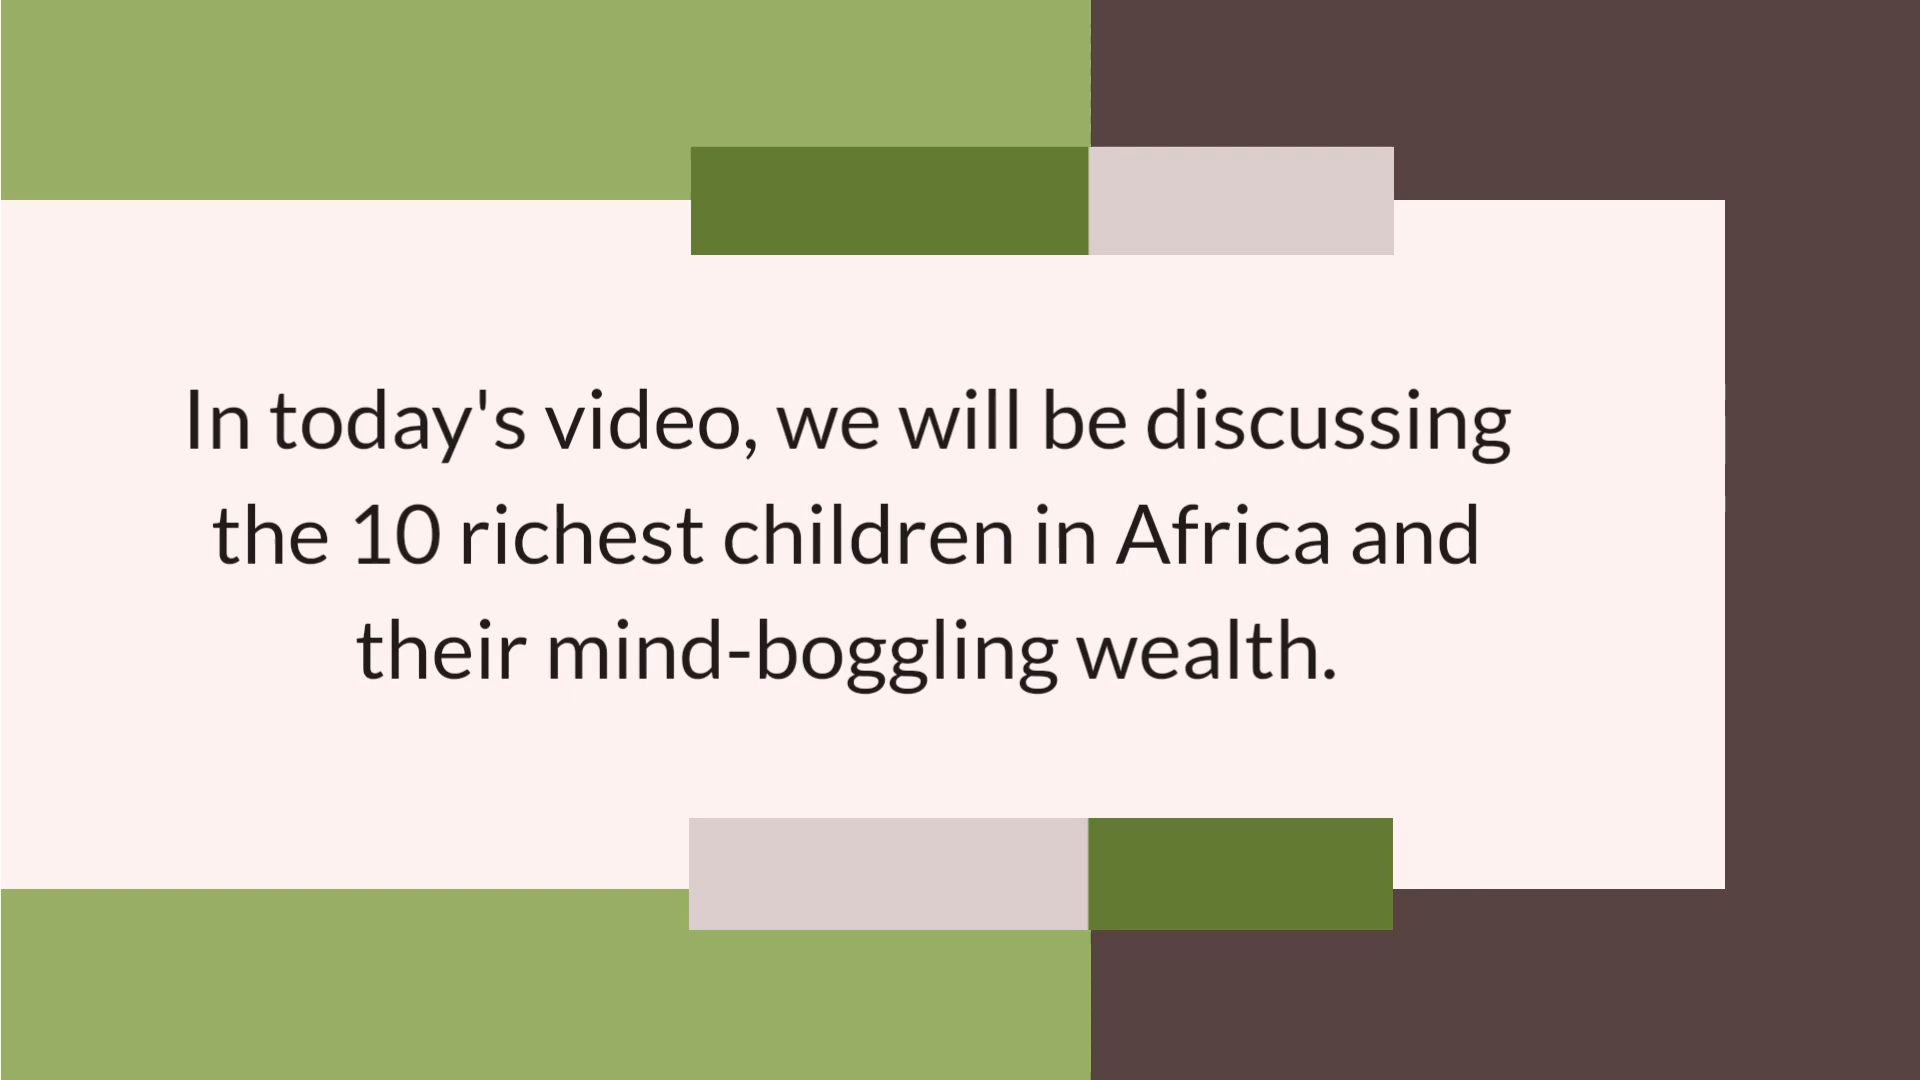 In today's video, we will be discussing
the 10 richest children in Africa and
their mind-boggling wealth.